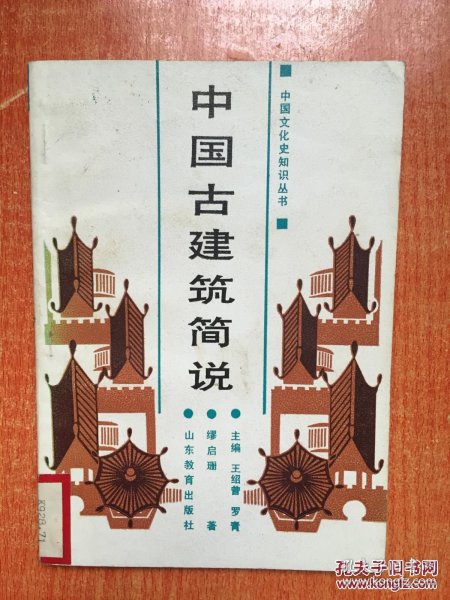 中国文化史知识丛书
中国古建筑简说
主编 王绍曾 罗青
缪启珊 著
山东教育出版社
K928.71
孔夫子旧书网
www.kongfz.com